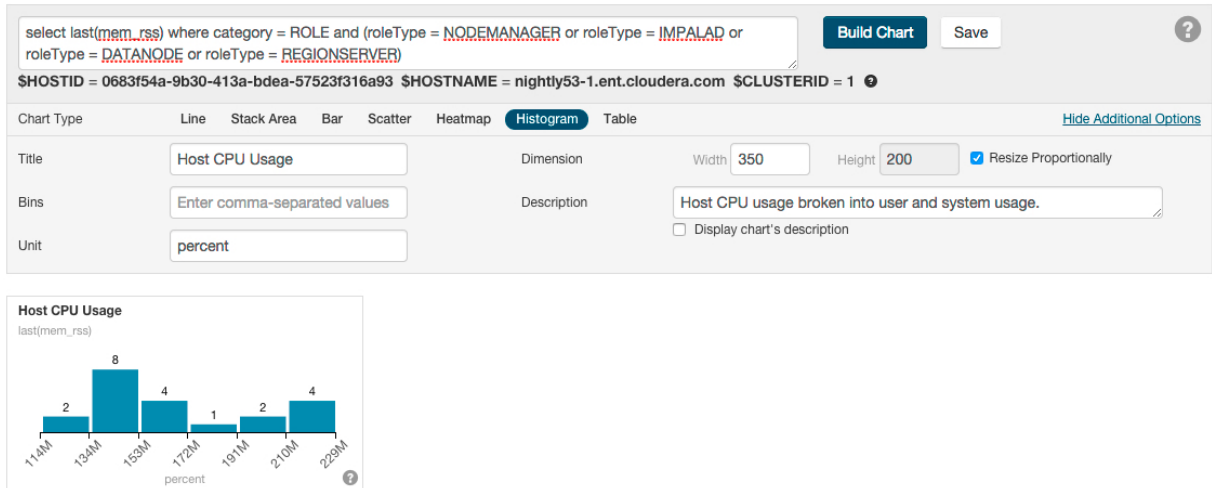 select last(mem_rss) where category = ROLE and (roleType = NODEMANAGER or roleType = IMPALAD or
roleType = DATANODE or roleType = REGIONSERVER)
Build Chart Save ?
$HOSTID = 0683f54a-9b30-413a-bdea-57523f316a93 $HOSTNAME = nightly53-1.ent.cloudera.com $CLUSTERID = 1 ?
Chart Type Line Stack Area Bar Scatter Heatmap Histogram Table Hide Additional Options
Title Host CPU Usage Dimension Width 350 Height 200 Resize Proportionally
Bins Enter comma-separated values Description Host CPU usage broken into user and system usage.
Display chart's description
Unit percent
Host CPU Usage
last(mem_rss)
2 8 4 1 2 4
114M 134M 153M 172M 191M 210M 229M
percent ?